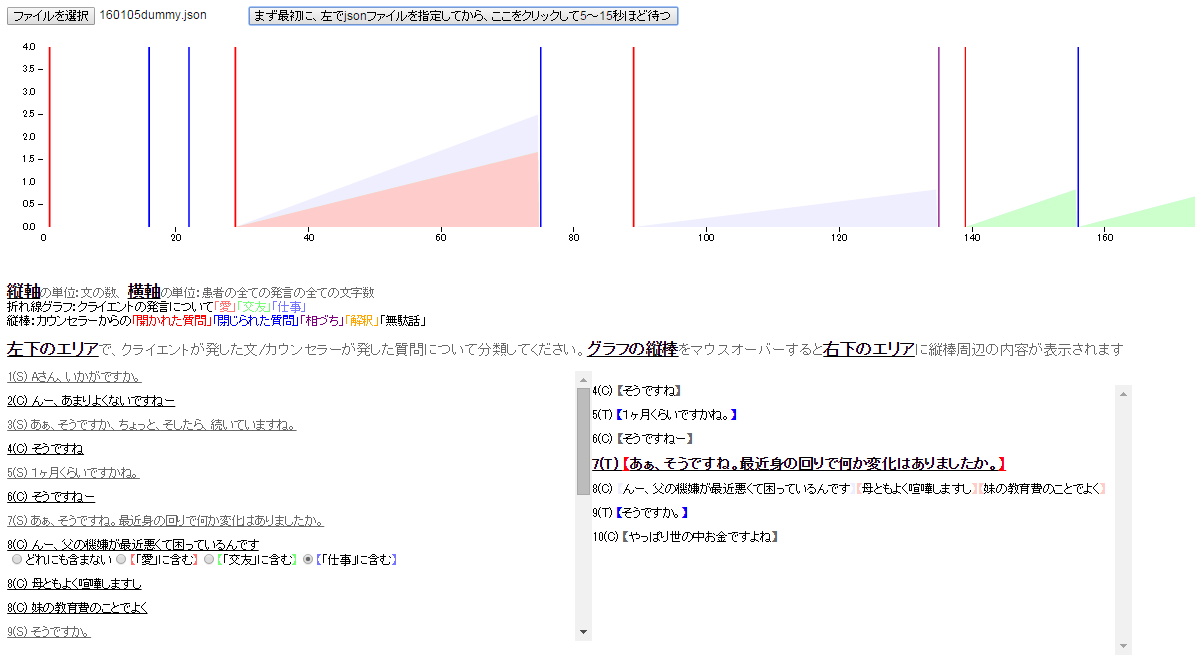 ファイルを選択 160105dummy.json まず最初に、左でjsonファイルを指定してから、ここをクリックして5〜15秒ほど待つ
4.0
3.5
3.0
2.5
2.0
1.5
1.0
0.5
0.0
0 20 40 60 80 100 120 140 160
縦軸の単位: 文の数、 横軸の単位: 患者の全ての発言の全ての文字数
折れ線グラフ: クライエントの発言について「愛」「交友」「仕事」
縦棒: カウンセラーからの「開かれた質問」「閉じられた質問」「相づち」「解釈」「無駄話」
左下のエリアで、クライエントが発した文/カウンセラーが発した質問について分類してください。グラフの縦棒をマウスオーバーすると右下のエリアに縦棒周辺の内容が表示されます
1(S) Aさん、いかがですか。
2(C) んー、あまりよくないですねー
3(S) あぁ、そうですか、ちょっと、そしたら、続いていますね。
4(C) そうですね
5(S) 1ヶ月くらいですかね。
6(C) そうですねー
7(S) あぁ、そうですね。最近身の回りで何か変化はありましたか。
8(C) んー、父の機嫌が最近悪くて困っているんです
どれにも含まない 【「愛」に含む】 【「交友」に含む】 【「仕事」に含む】
8(C) 母ともよく喧嘩しますし
8(C) 妹の教育費のことでよく
9(S) そうですか。
4(C) 【そうですね】
5(T) 【1ヶ月くらいですかね。】
6(C) 【そうですねー】
7(T) 【あぁ、そうですね。最近身の回りで何か変化はありましたか。】
8(C) 【んー、父の機嫌が最近悪くて困っているんです】【母ともよく喧嘩しますし】【妹の教育費のことでよく】
9(T) 【そうですか。】
10(C) 【やっぱり世の中お金ですよね】